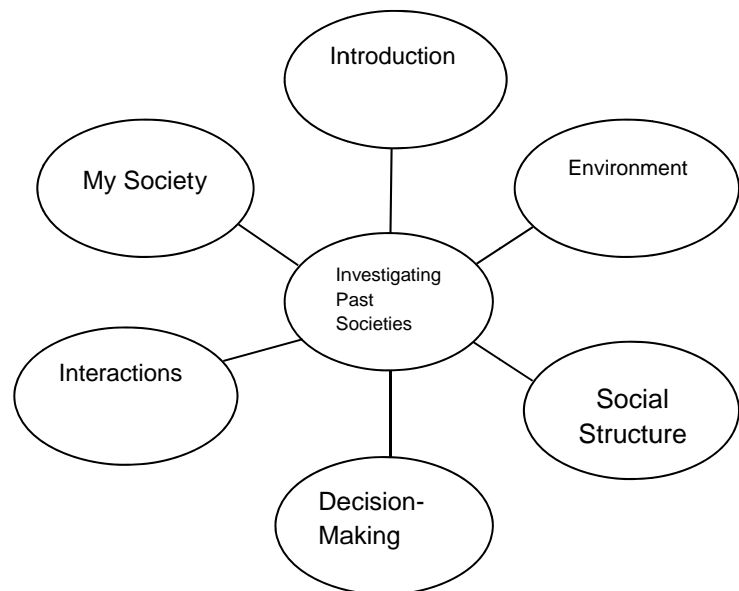 Introduction
My Society
Environment
Investigating
Past
Societies
Interactions
Social
Structure
Decision-
Making